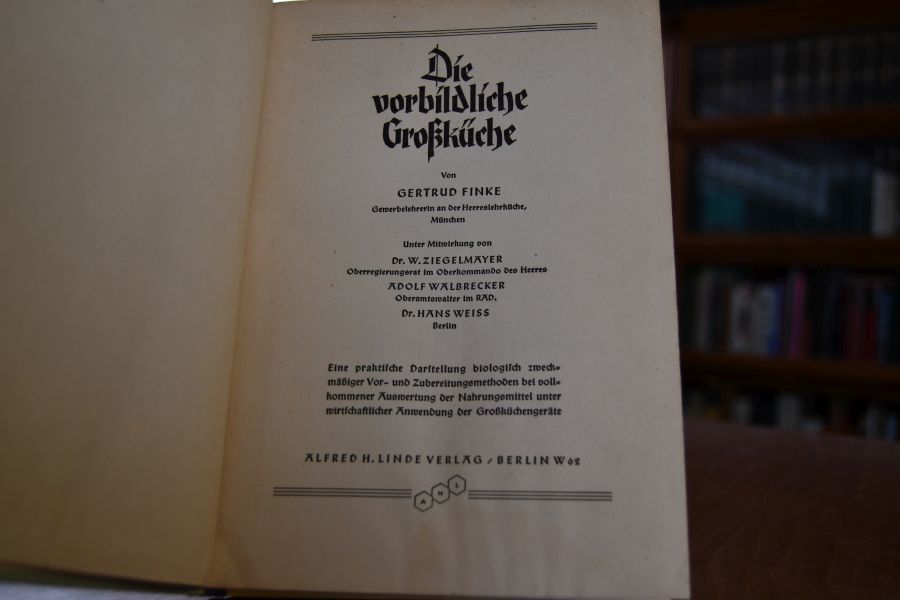 Die
vorbildliche
Großküche
Von
GERTRUD FINKE
Gewerbelehrerin an der Heereslehrküche,
München
Unter Mitwirkung von
Dr. W. ZIEGELMAYER
Oberregierungsrat im Oberkommando des Heeres
ADOLF WALBRECKER
Oberamtswalter im RAD.
Dr. HANS WEISS
Berlin
Eine praktische Darstellung biologisch zweck-
mäßiger Vor- und Zubereitungsmethoden bei voll-
kommener Auswertung der Nahrungsmittel unter
wirtschaftlicher Anwendung der Großküchengeräte
ALFRED H. LINDE VERLAG / BERLIN W 62
A H L